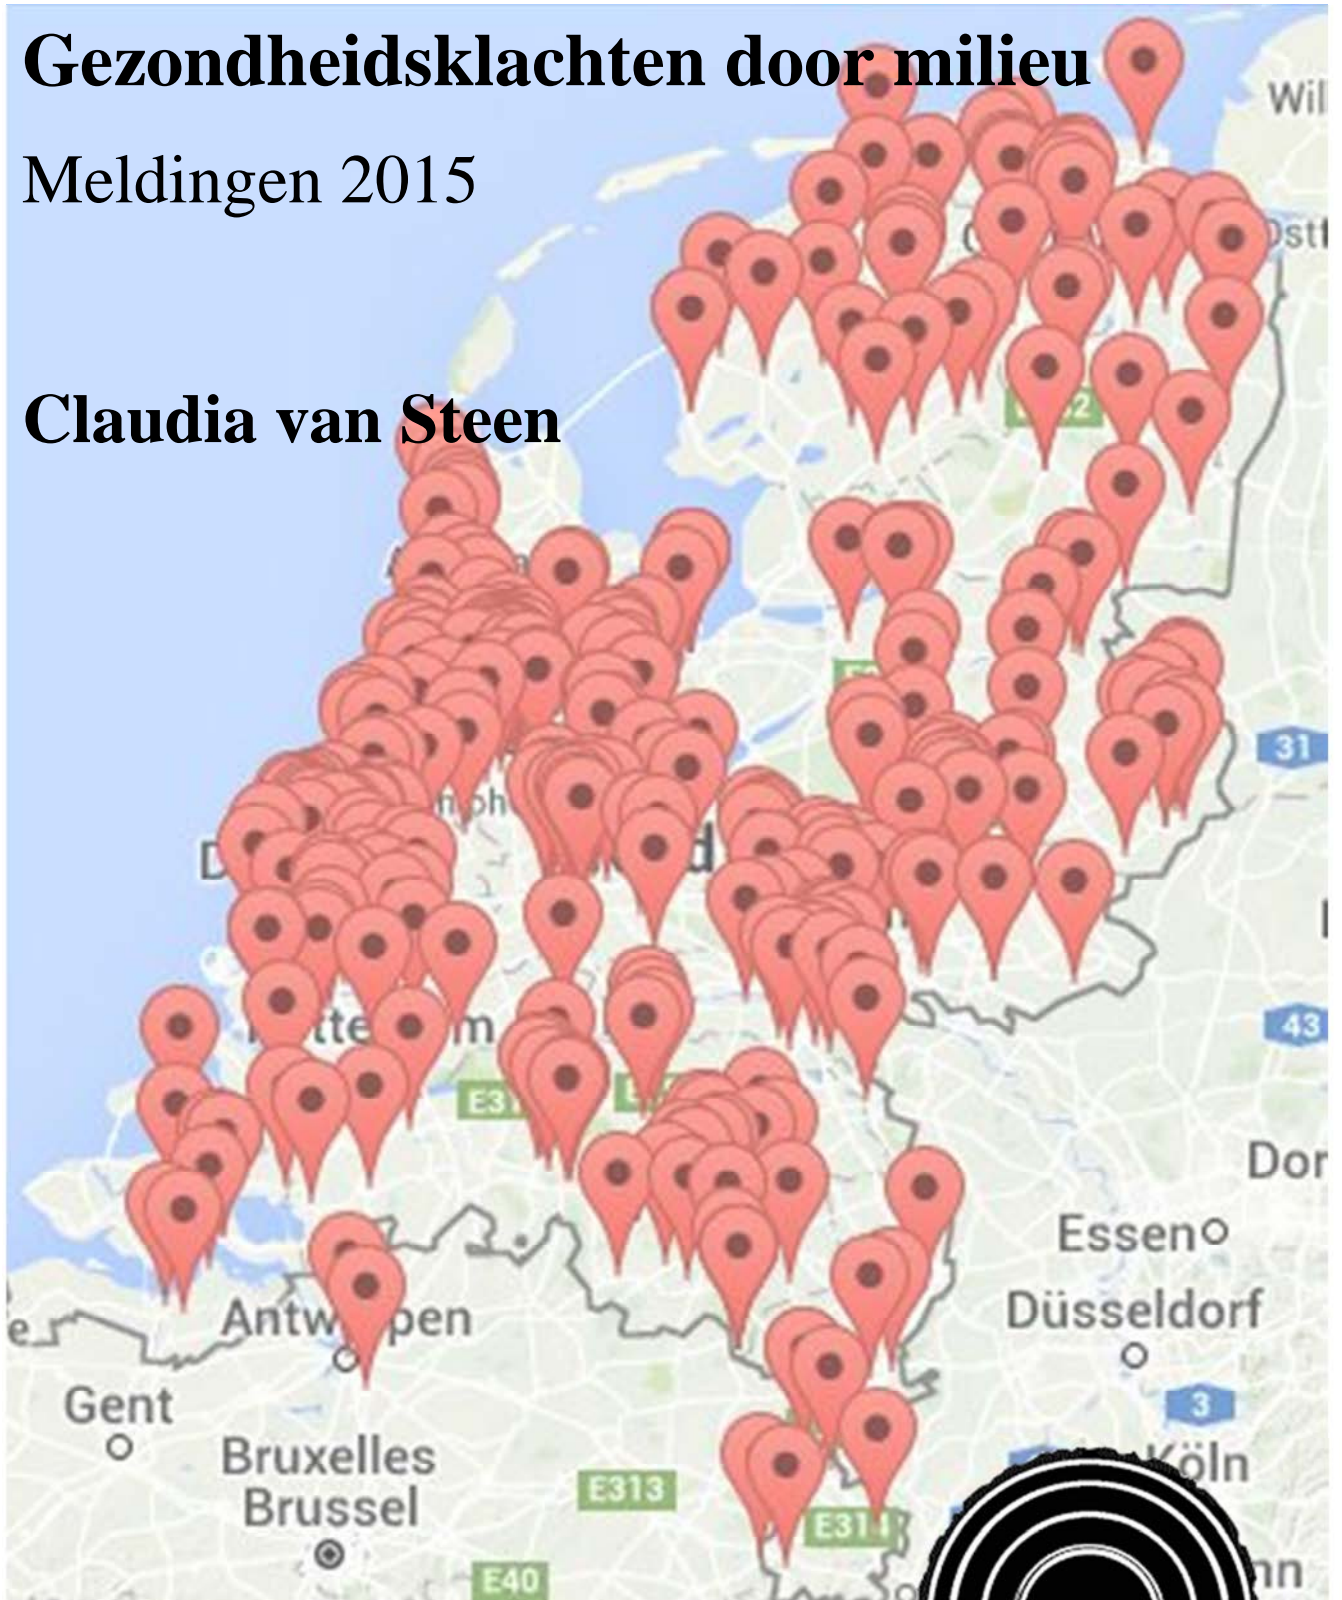 Gezondheidsklachten door milieu
Meldingen 2015
Claudia van Steen
31
43
Essen
Düsseldorf
Gent
3
Bruxelles
Brussel
Köln
E313
E314
E40